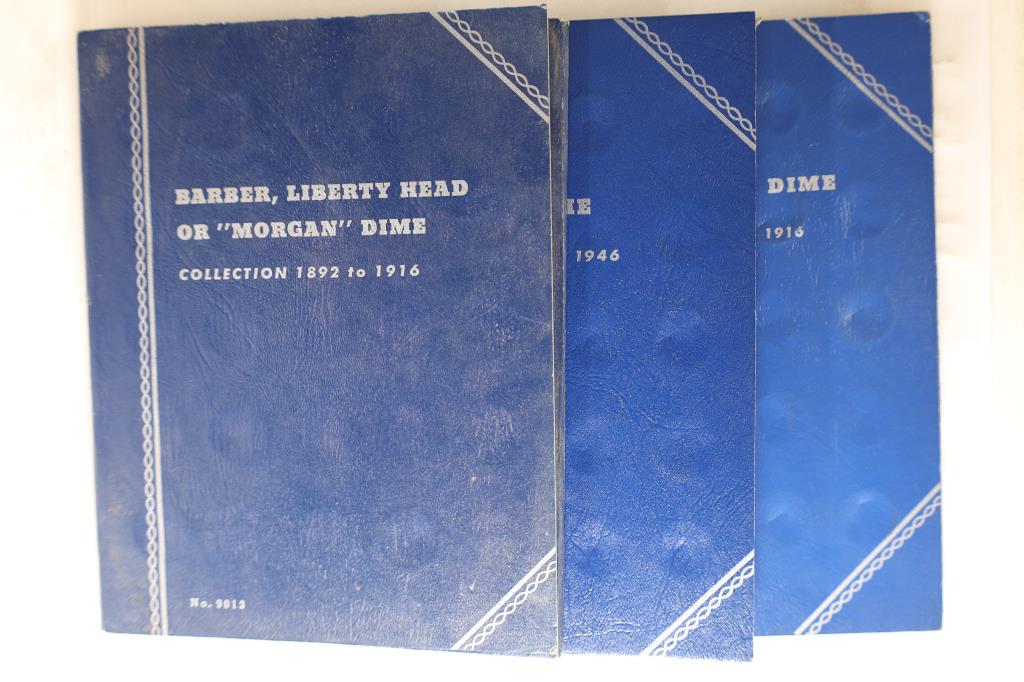 BARBER, LIBERTY HEAD
OR "MORGAN" DIME
COLLECTION 1892 to 1916
No. 9013
1946
DIME
1916